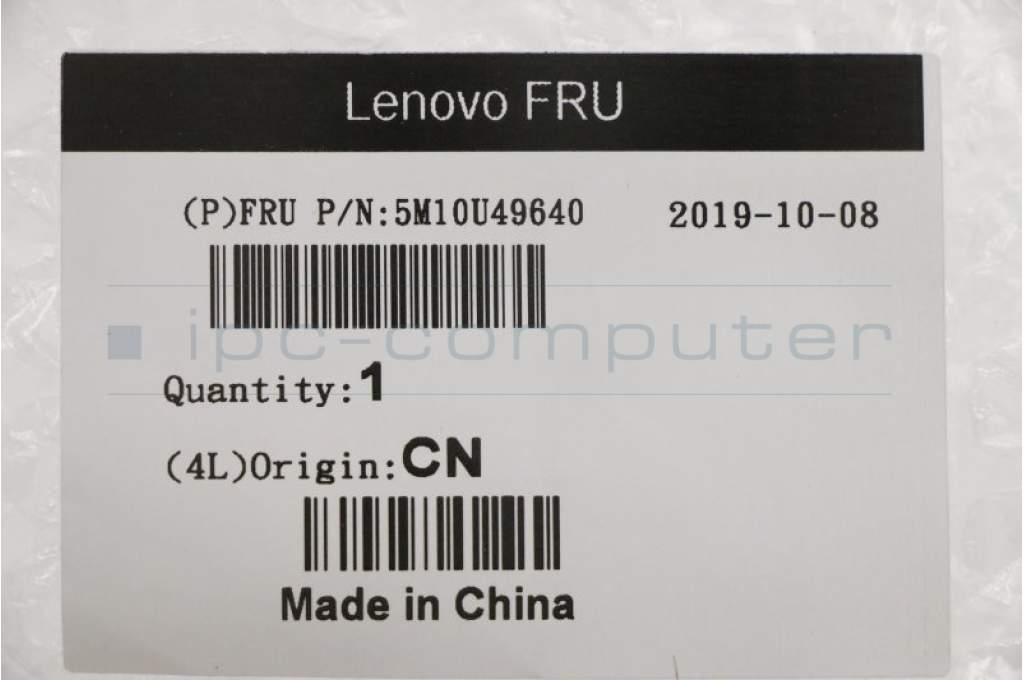 Lenovo FRU
(P)FRU P/N:5M10U49640 2019-10-08
ipc-computer
Quantity:1
(4L)Origin:CN
Made in China